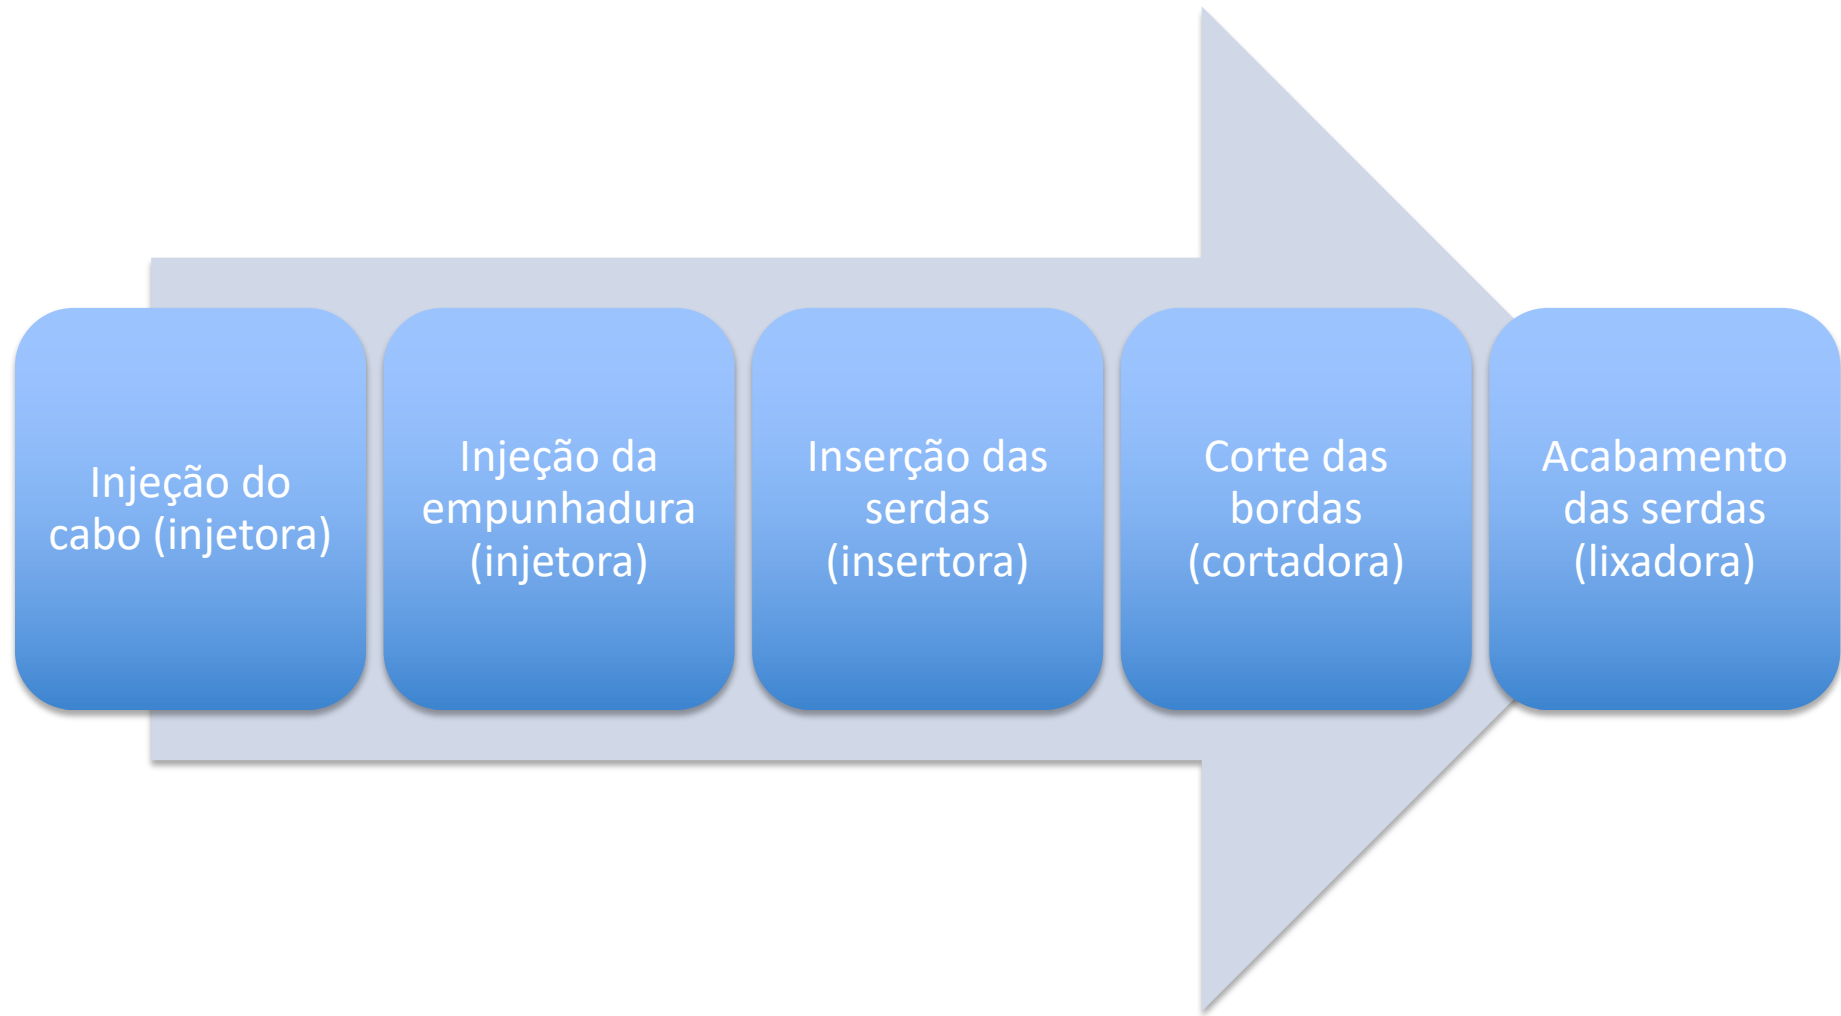 Injeção do
cabo (injetora)
Injeção da
empunhadura
(injetora)
Inserção das
serdas
(insertora)
Corte das
bordas
(cortadora)
Acabamento
das serdas
(lixadora)